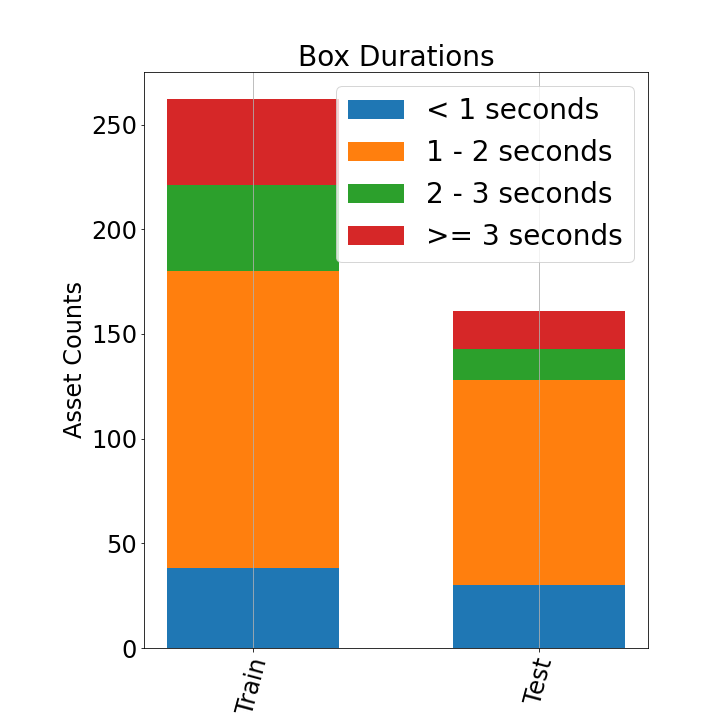 Box Durations
< 1 seconds
1 - 2 seconds
2 - 3 seconds
>= 3 seconds
Asset Counts
250
200
150
100
50
0
Train
Test